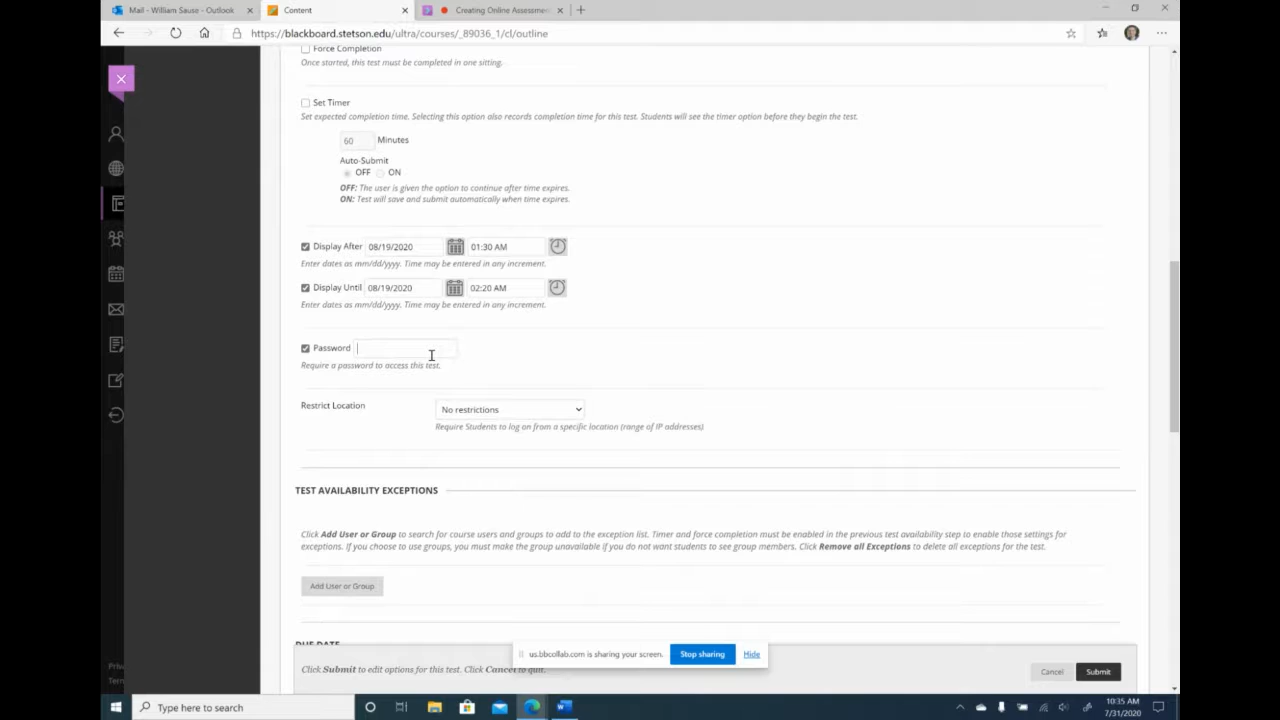 Mail - William Sause - Outlook
Content
Creating Online Assessmen
https://blackboard.stetson.edu/ultra/courses/_89036_1/cl/outline
Force Completion
Once started, this test must be completed in one sitting.
Set Timer
Set expected completion time. Selecting this option also records completion time for this test. Students will see the timer option before they begin the test.
60 Minutes
Auto-Submit
OFF ON
OFF: The user is given the option to continue after time expires.
ON: Test will save and submit automatically when time expires.
Display After 08/19/2020 01:30 AM
Enter dates as mm/dd/yyyy. Time may be entered in any increment.
Display Until 08/19/2020 02:20 AM
Enter dates as mm/dd/yyyy. Time may be entered in any increment.
Password
Require a password to access this test.
Restrict Location No restrictions
Require Students to log on from a specific location (range of IP addresses)
TEST AVAILABILITY EXCEPTIONS
Click Add User or Group to search for course users and groups to add to the exception list. Timer and force completion must be enabled in the previous test availability step to enable those settings for
exceptions. If you choose to use groups, you must make the group unavailable if you do not want students to see group members. Click Remove all Exceptions to delete all exceptions for the test.
Add User or Group
DUE DATE
us.bbcollab.com is sharing your screen. Stop sharing Hide
Click Submit to edit options for this test. Click Cancel to quit. Cancel Submit
Priv
Tern
Type here to search
10:35 AM
7/31/2020